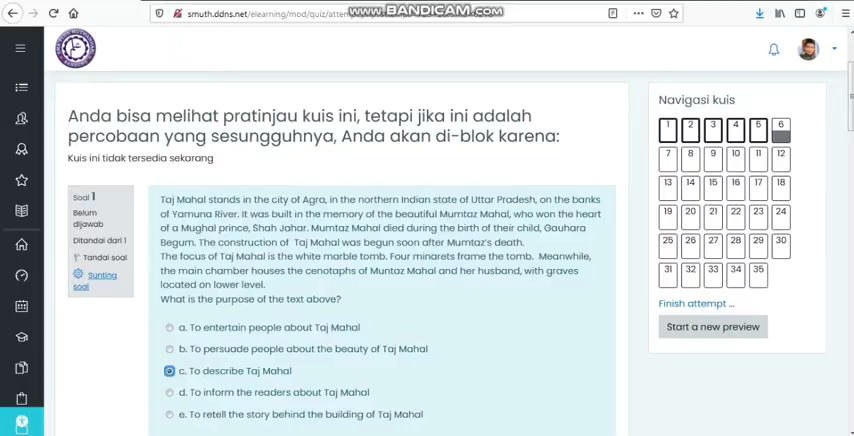 www.BANDICAM.com
smuth.ddns.net/elearning/mod/quiz/attem
Anda bisa melihat pratinjau kuis ini, tetapi jika ini adalah
percobaan yang sesungguhnya, Anda akan di-blok karena:
Kuis ini tidak tersedia sekarang
Soal 1
Belum
dijawab
Ditandai dari 1
Tandai soal
Sunting
soal
Taj Mahal stands in the city of Agra, in the northern Indian state of Uttar Pradesh, on the banks
of Yamuna River. It was built in the memory of the beautiful Mumtaz Mahal, who won the heart
of a Mughal prince, Shah Jahar. Mumtaz Mahal died during the birth of their child, Gauhara
Begum. The construction of Taj Mahal was begun soon after Mumtaz's death.
The focus of Taj Mahal is the white marble tomb. Four minarets frame the tomb. Meanwhile,
the main chamber houses the cenotaphs of Muntaz Mahal and her husband, with graves
located on lower level.
What is the purpose of the text above?
a. To entertain people about Taj Mahal
b. To persuade people about the beauty of Taj Mahal
c. To describe Taj Mahal
d. To inform the readers about Taj Mahal
e. To retell the story behind the building of Taj Mahal
Navigasi kuis
1 2 3 4 5 6
7 8 9 10 11 12
13 14 15 16 17 18
19 20 21 22 23 24
25 26 27 28 29 30
31 32 33 34 35
Finish attempt ...
Start a new preview